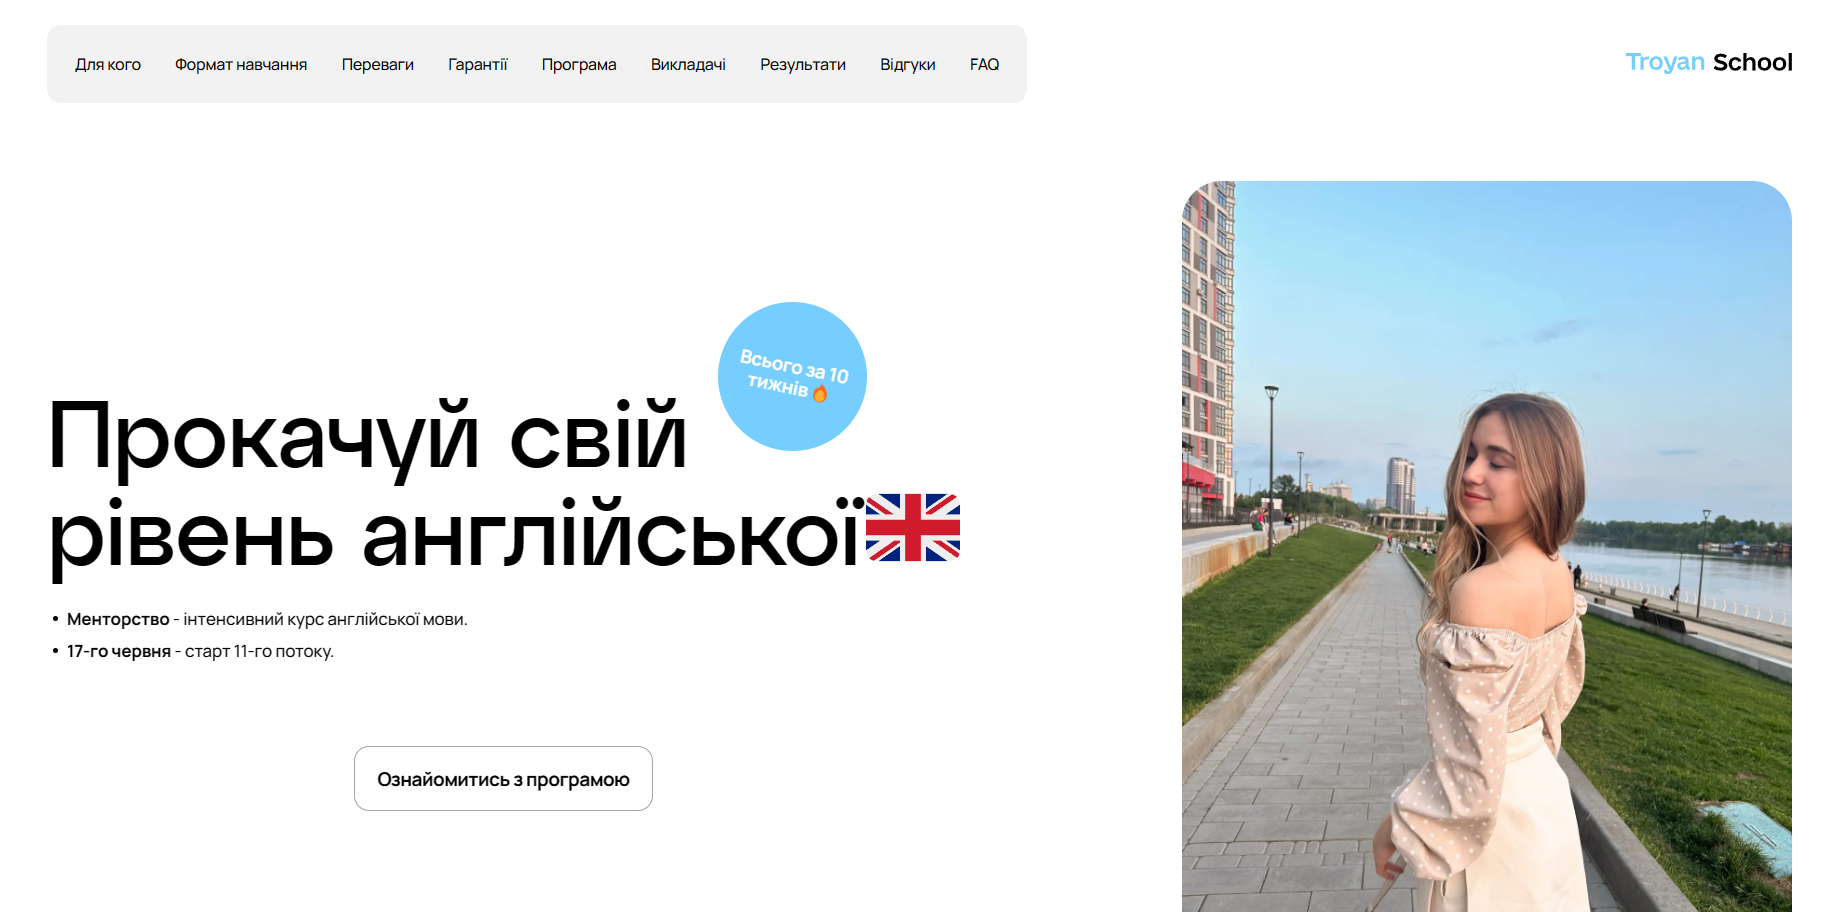 Для кого Формат навчання Переваги Гарантії Програма Викладачі Результати Відгуки FAQ
Troyan School
Всього за 10
тижнів 🔥
Прокачуй свій
рівень англійської
Менторство - інтенсивний курс англійської мови.
17-го червня - старт 11-го потоку.
Ознайомитись з програмою